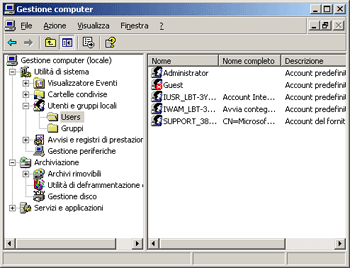 Gestione computer
File Azione Visualizza Finestra ?
Gestione computer (locale)
Utilità di sistema
Visualizzatore Eventi
Cartelle condivise
Utenti e gruppi locali
Users
Gruppi
Avvisi e registri di prestazior
Gestione periferiche
Archiviazione
Archivi rimovibili
Utilità di deframmentazione
Gestione disco
Servizi e applicazioni
Nome Nome completo Descrizione
Administrator Account predefini
Guest Account predefini
IUSR_LBT-3Y... Account Inte... Account predefini
IWAM_LBT-3... Avvia conteg... Account predefini
SUPPORT_38... CN=Microsof... Account del fornit